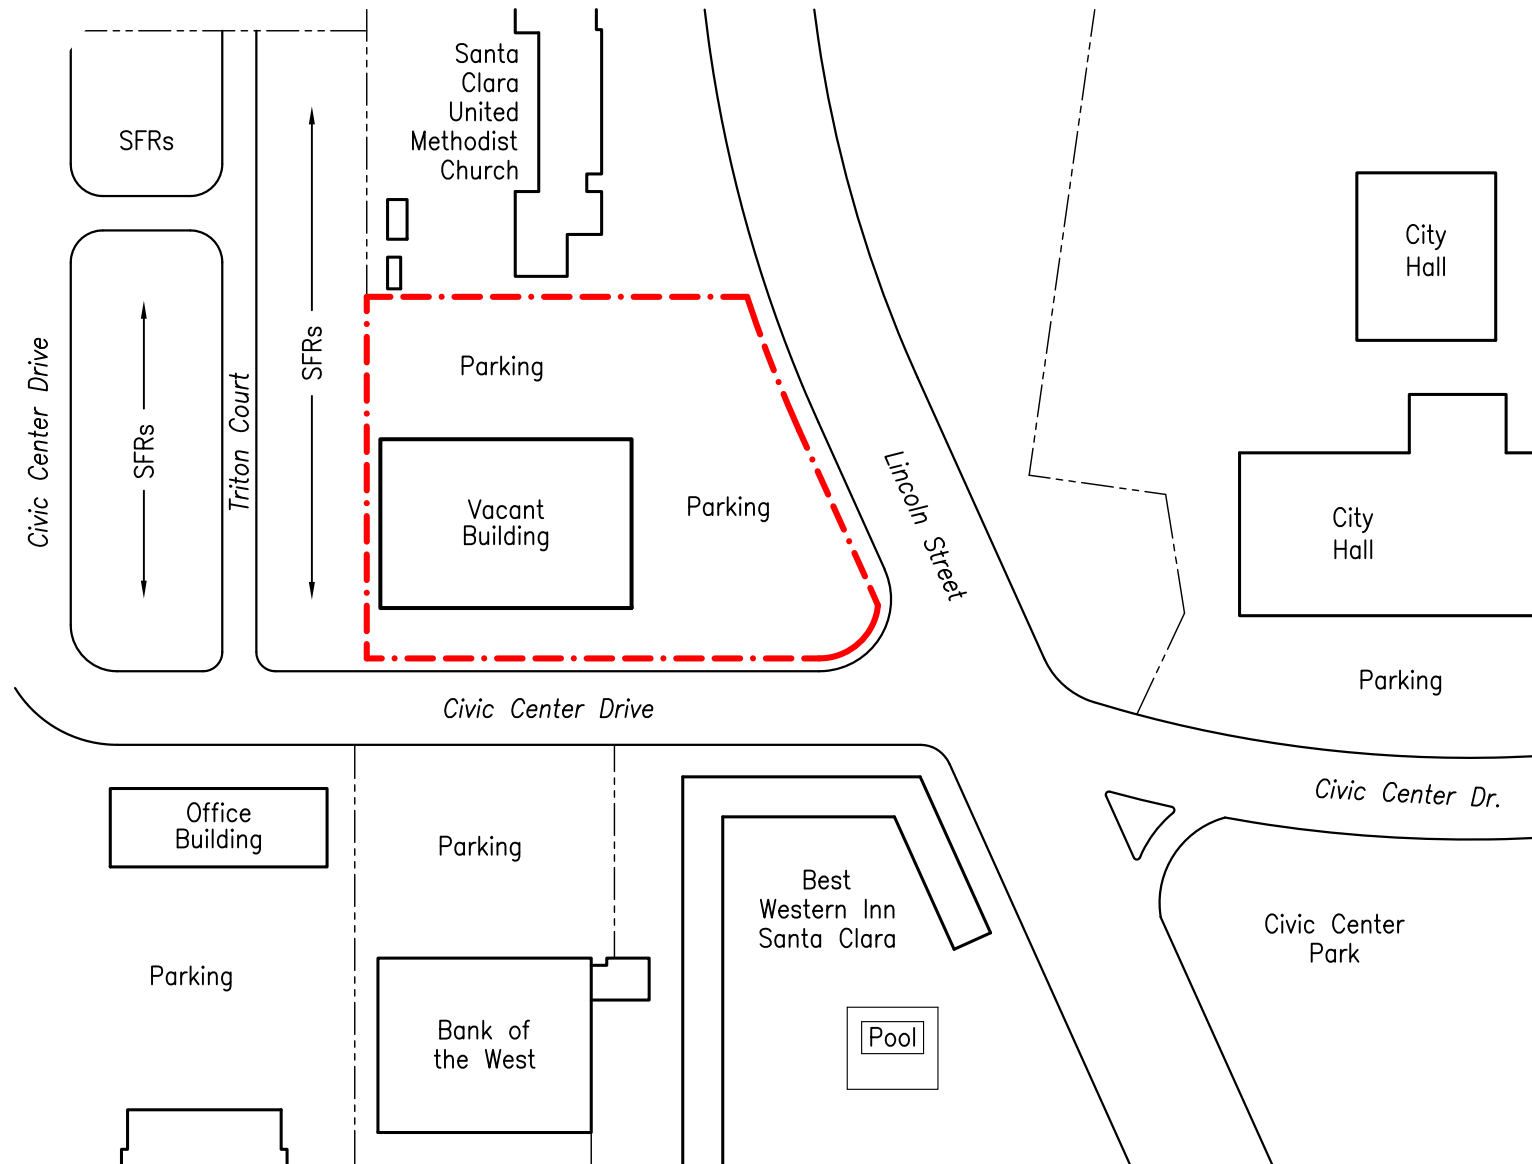 Santa
Clara
United
Methodist
Church
SFRs
City
Hall
Civic Center Drive
SFRs
Triton Court
SFRs
Parking
Vacant
Building
Parking
Lincoln Street
City
Hall
Parking
Civic Center Drive
Civic Center Dr.
Office
Building
Parking
Best
Western Inn
Santa Clara
Civic Center
Park
Parking
Bank of
the West
Pool